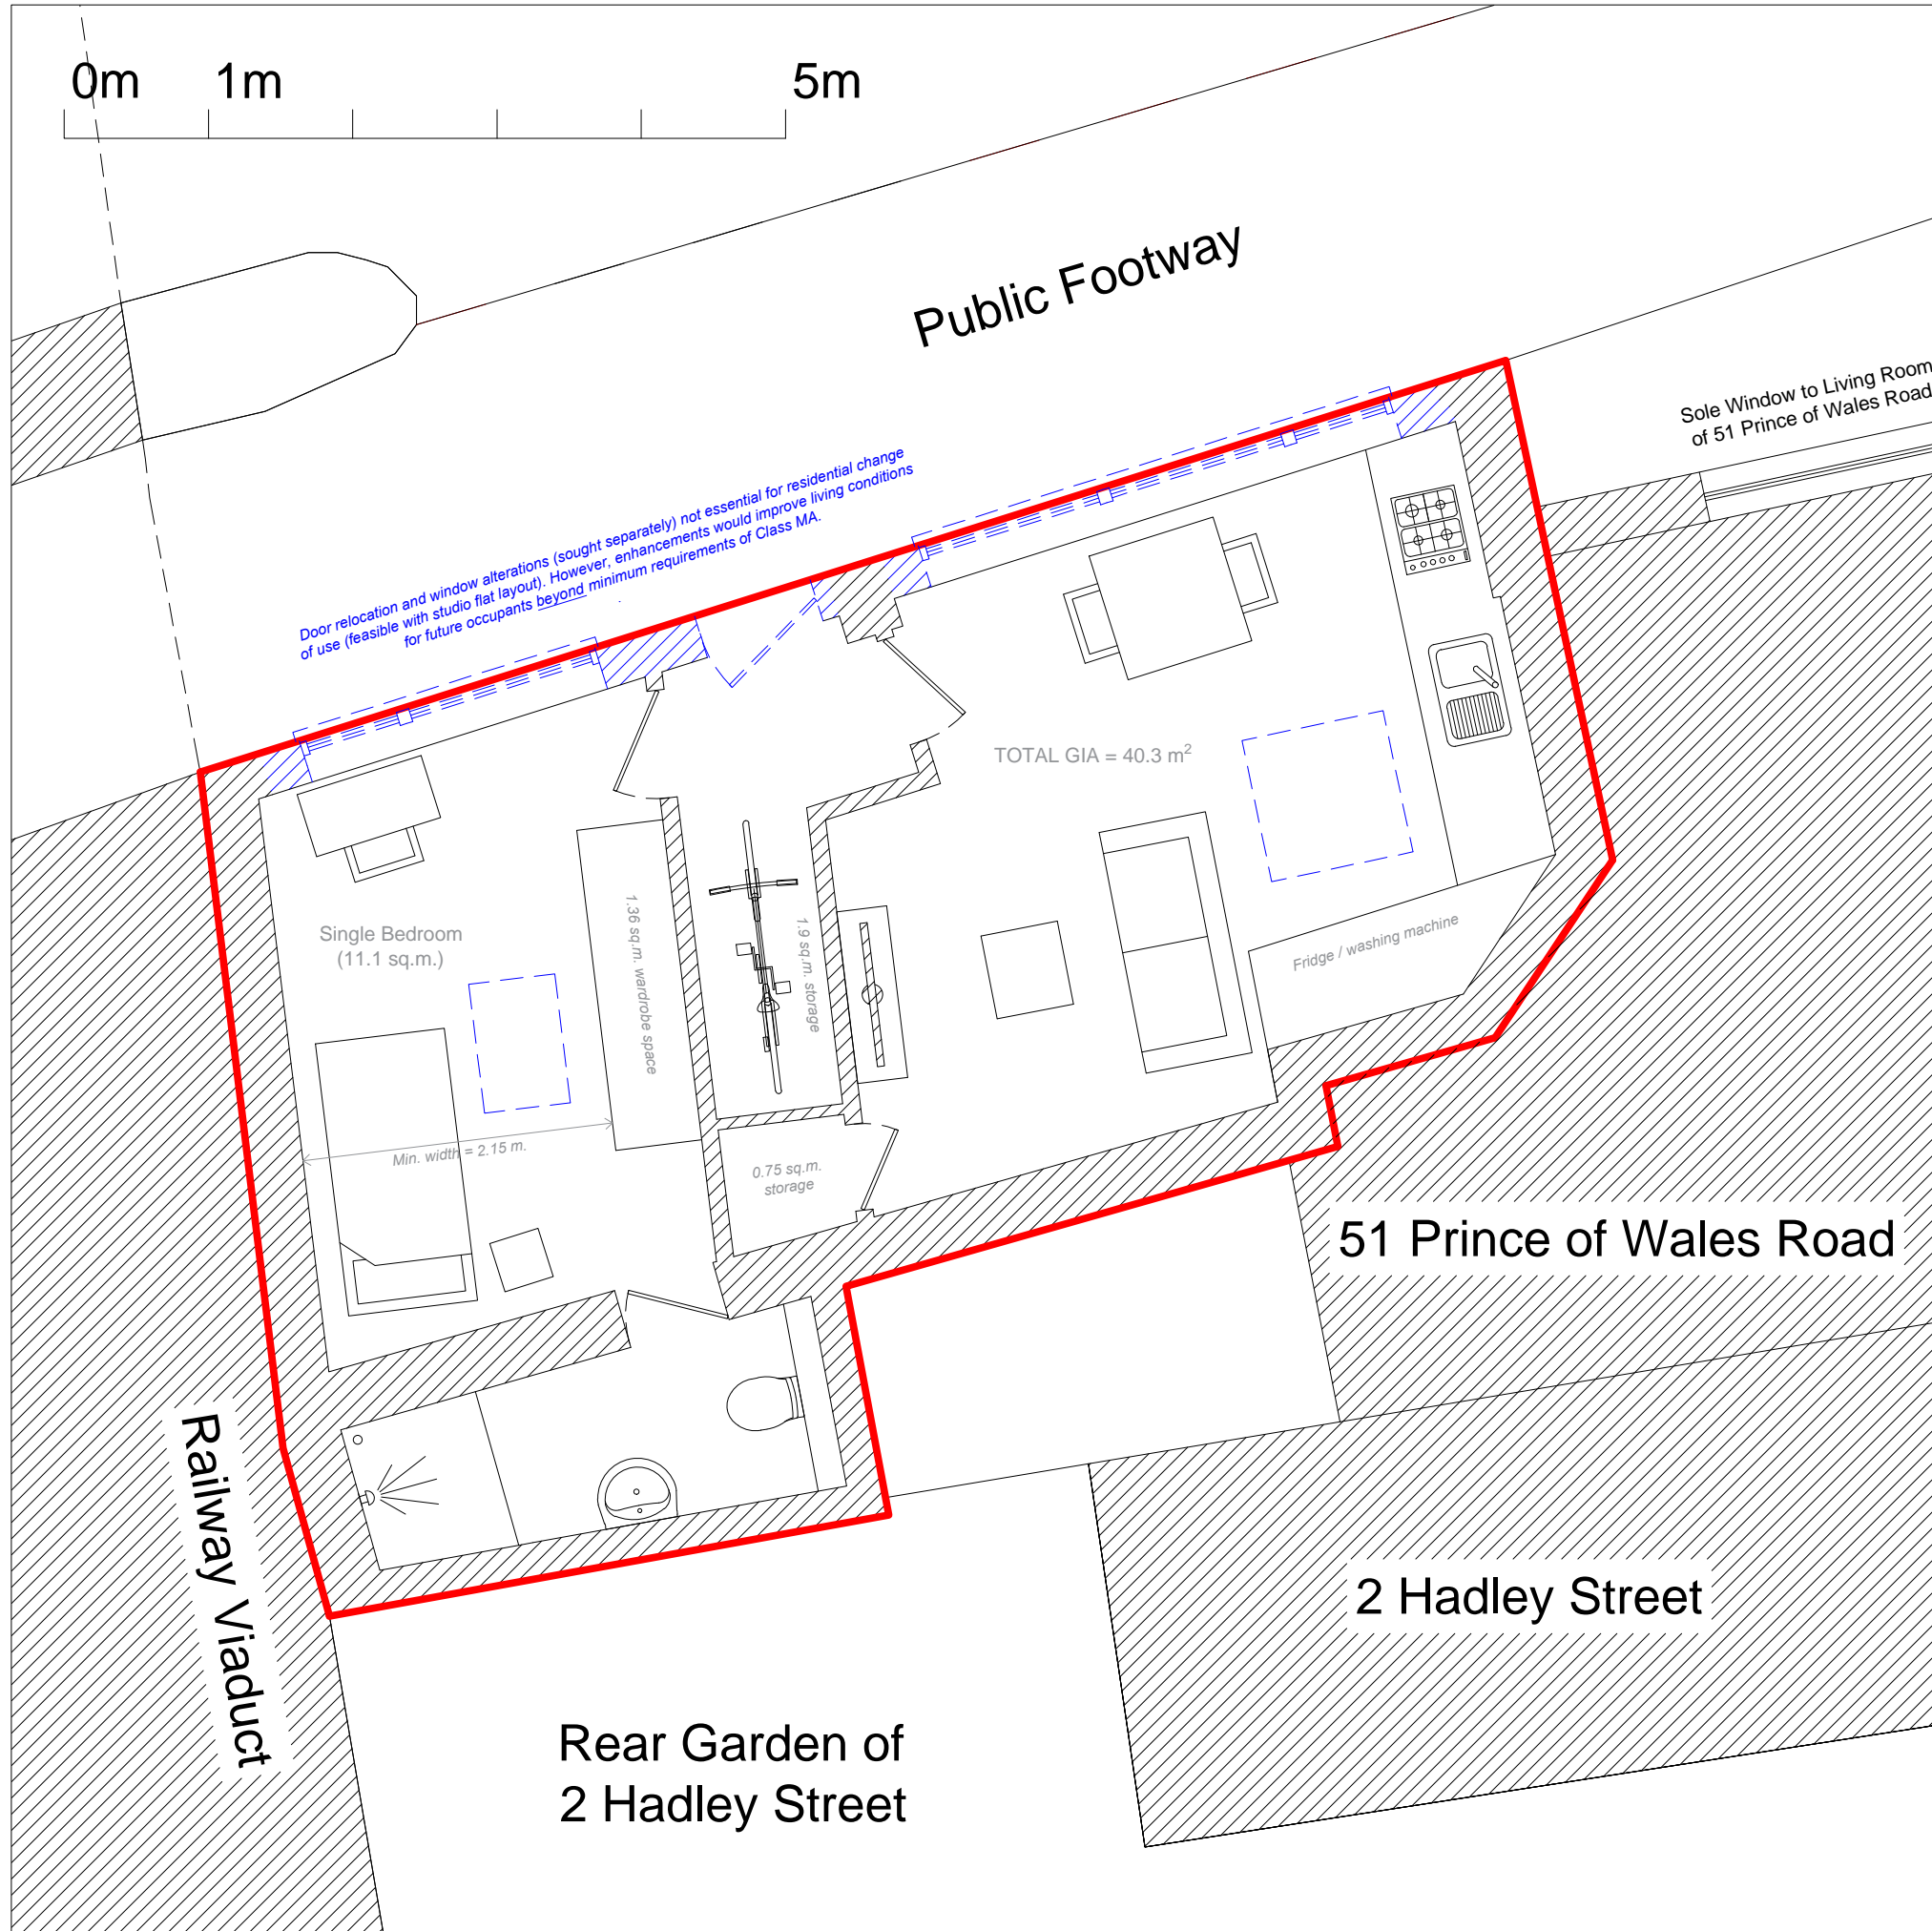 0m 1m 5m
Public Footway
Sole Window to Living Room
of 51 Prince of Wales Road
Door relocation and window alterations (sought separately) not essential for residential change
of use (feasible with studio flat layout). However, enhancements would improve living conditions
for future occupants beyond minimum requirements of Class MA.
TOTAL GIA = 40.3 m²
Single Bedroom
(11.1 sq.m.)
1.36 sq.m. wardrobe space
1.9 sq.m. storage
Fridge / washing machine
Min. width = 2.15 m.
0.75 sq.m.
storage
51 Prince of Wales Road
2 Hadley Street
Railway Viaduct
Rear Garden of
2 Hadley Street